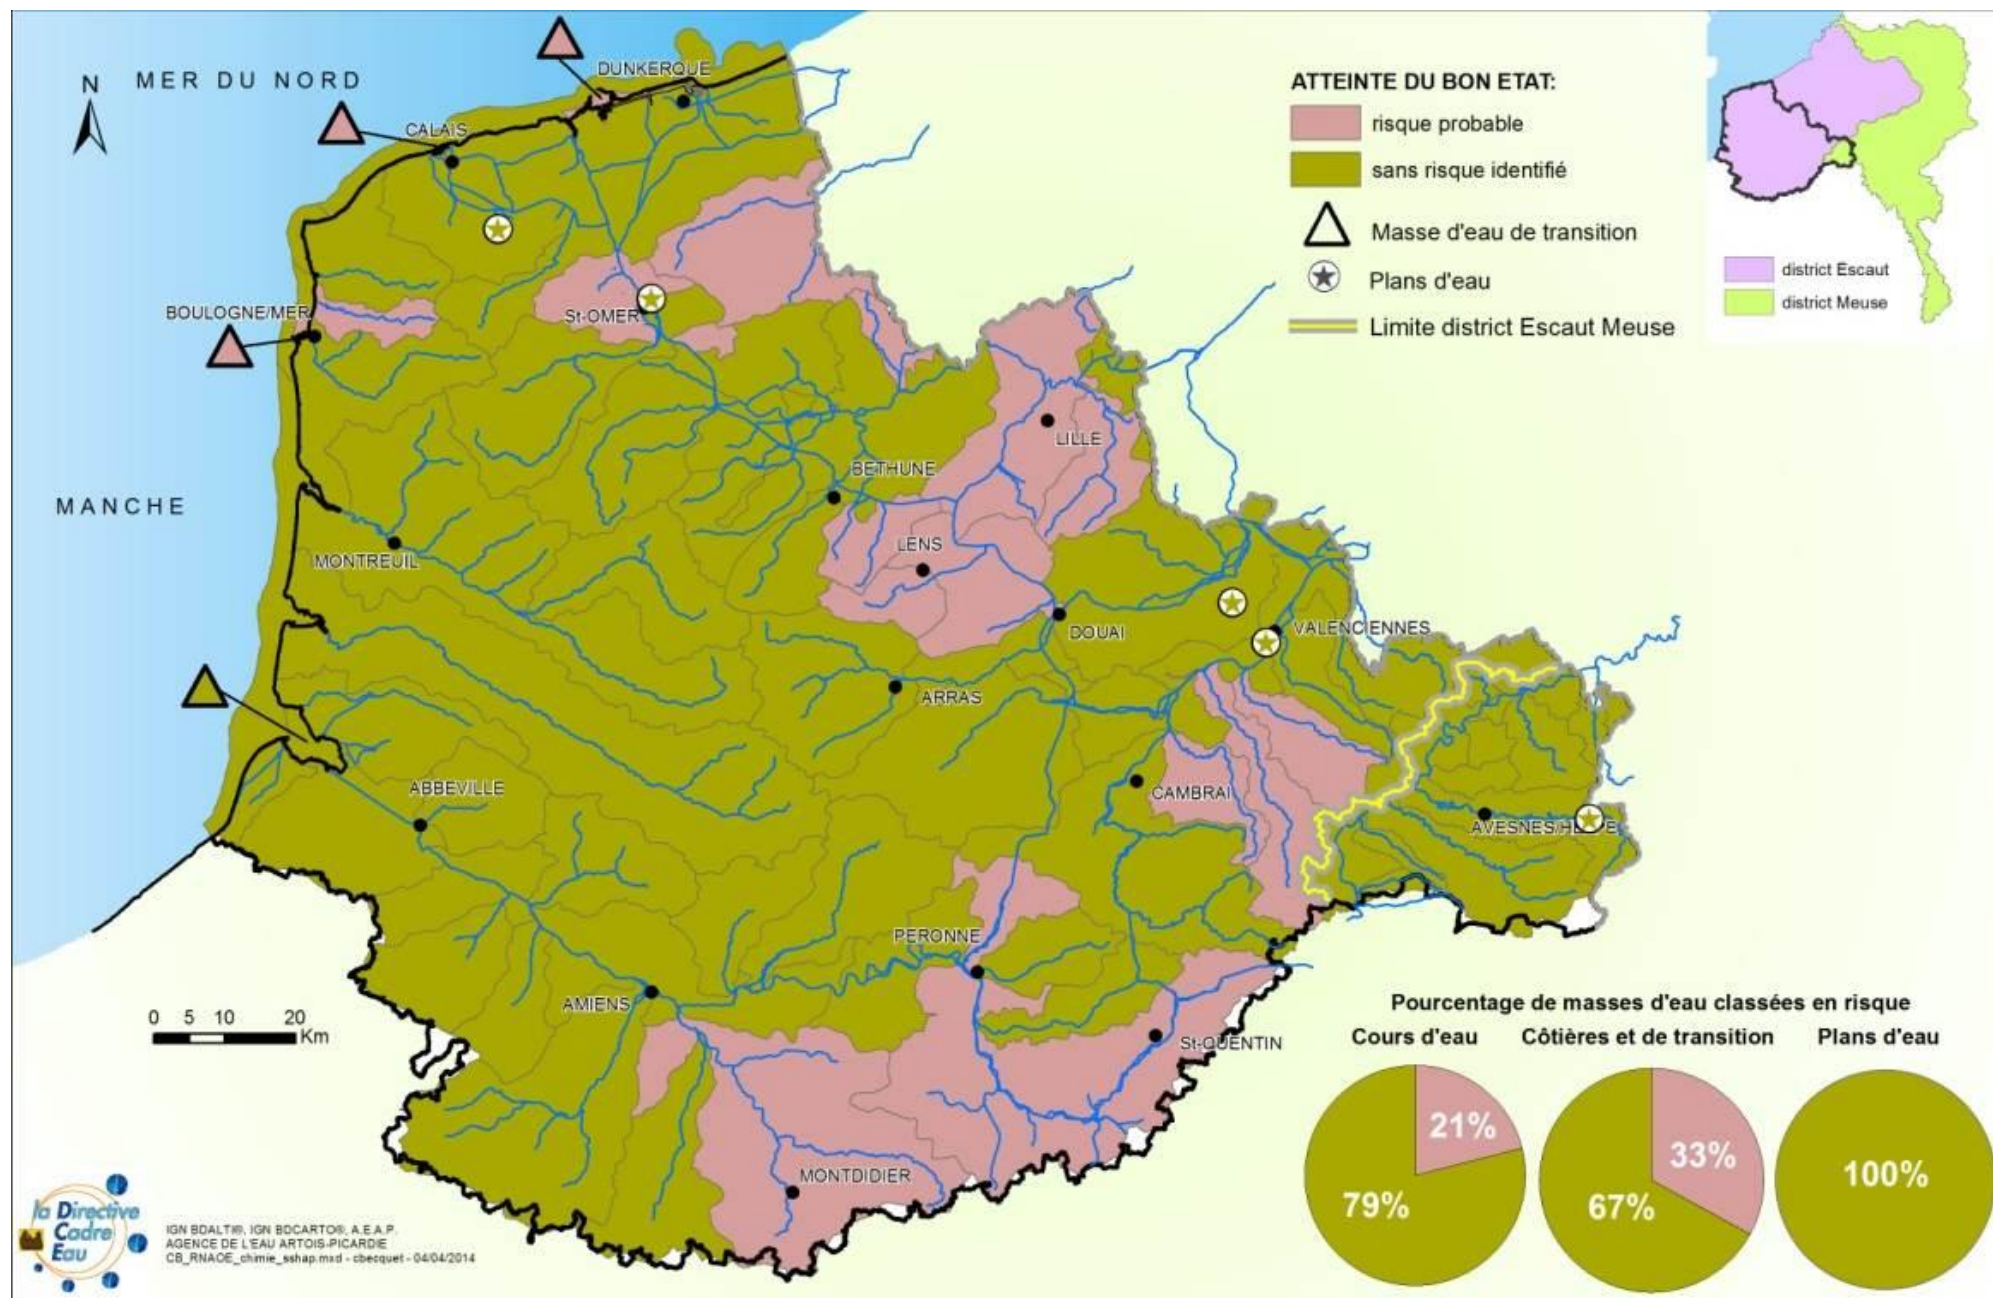 MER DU NORD
N
MANCHE
DUNKERQUE
CALAIS
BOULOGNE/MER
St-OMER
LILLE
BETHUNE
LENS
MONTREUIL
DOUAI
VALENCIENNES
ARRAS
ABBEVILLE
CAMBRAI
AVESNES/HELPE
PERONNE
AMIENS
St-QUENTIN
MONTDIDIER
ATTEINTE DU BON ETAT:
risque probable
sans risque identifié
Masse d'eau de transition
Plans d'eau
Limite district Escaut Meuse
district Escaut
district Meuse
0 5 10 20
Km
Pourcentage de masses d'eau classées en risque
Cours d'eau Côtières et de transition Plans d'eau
21% 33%
79% 67% 100%
la Directive
Cadre
Eau
IGN BDALTI®, IGN BDCARTO®, A.E.A.P.
AGENCE DE L'EAU ARTOIS-PICARDIE
CB_RNAOE_chimie_sshap.mxd - cbecquet - 04/04/2014